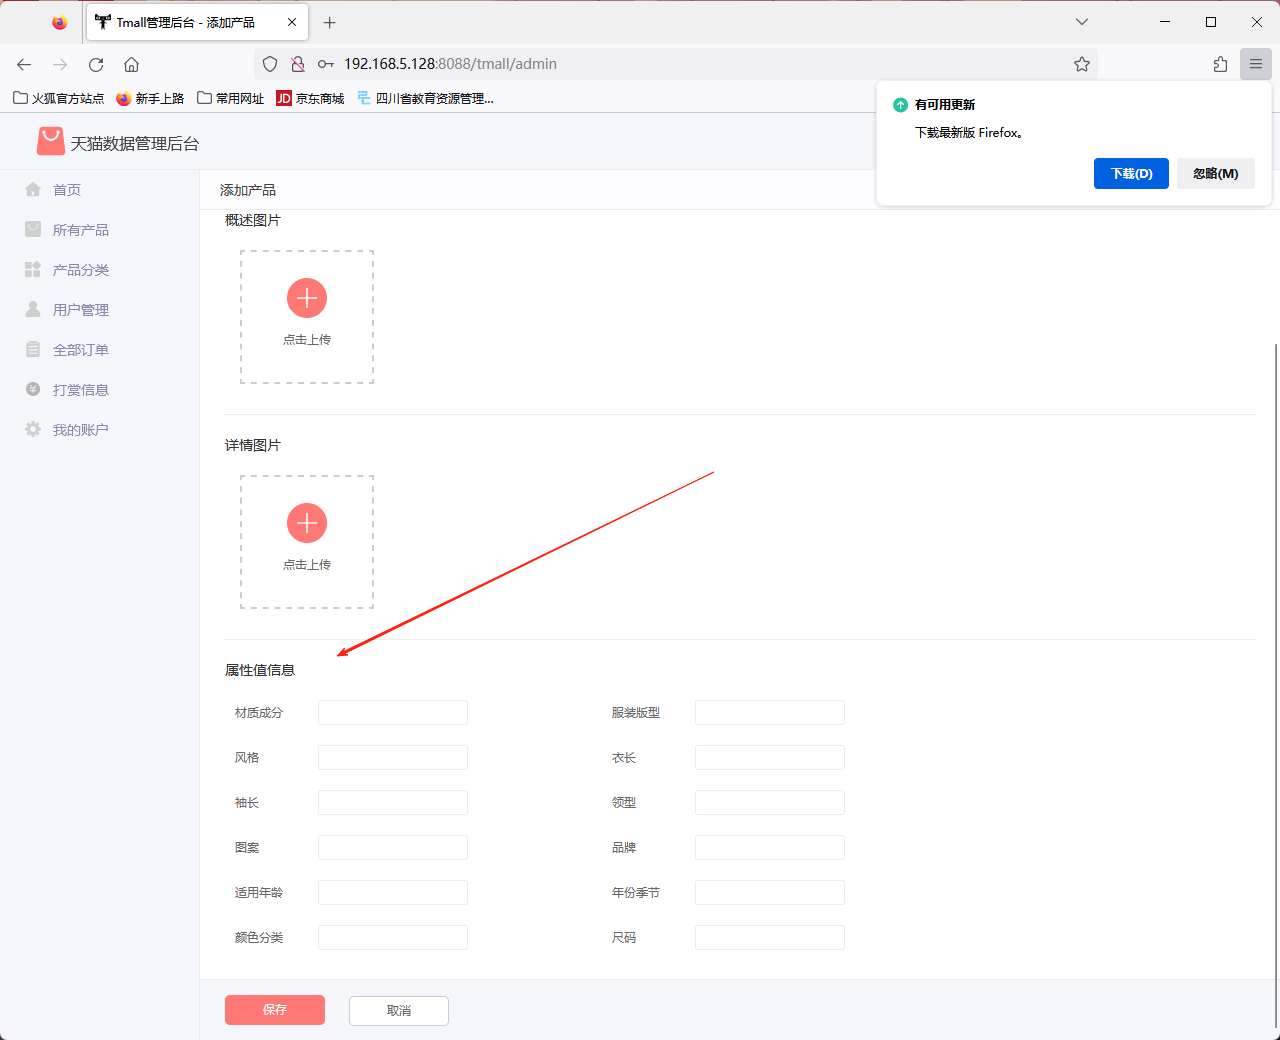 Tmall管理后台 - 添加产品
192.168.5.128:8088/tmall/admin
火狐官方站点 新手上路 常用网址 JD 京东商城 四川省教育资源管理...
有可用更新
下载最新版 Firefox。
下载(D) 忽略(M)
天猫数据管理后台
首页
所有产品
产品分类
用户管理
全部订单
打赏信息
我的账户
添加产品
概述图片
点击上传
详情图片
点击上传
属性值信息
材质成分 服装版型
风格 衣长
袖长 领型
图案 品牌
适用年龄 年份季节
颜色分类 尺码
保存 取消